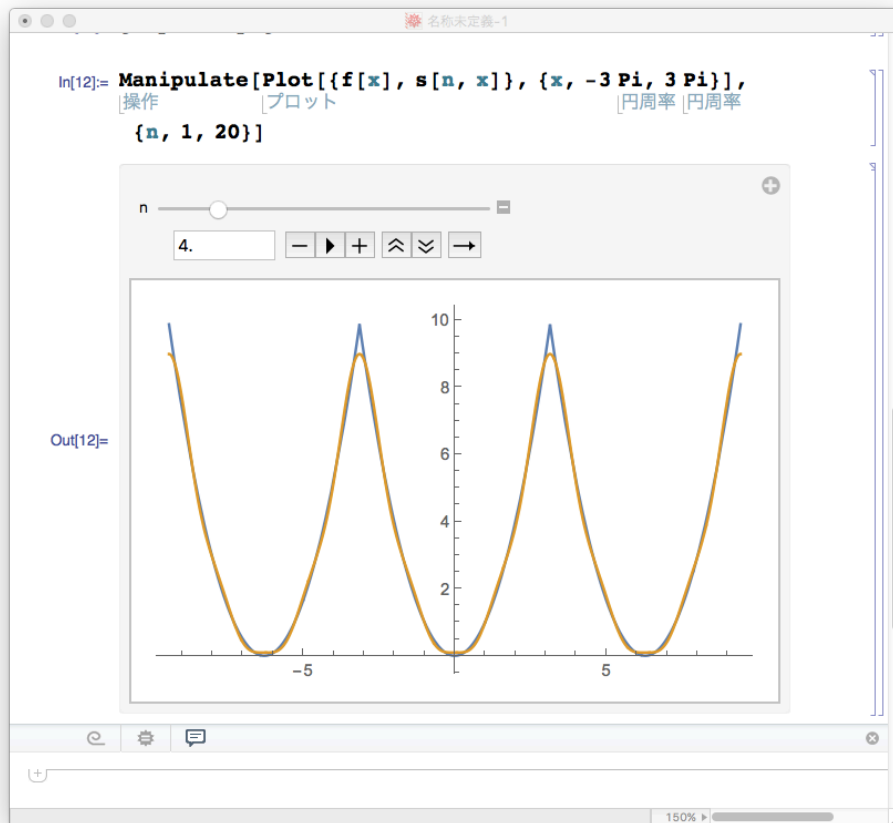 名称未定義-1
In[12]:= Manipulate[Plot[{f[x], s[n, x]}, {x, -3 Pi, 3 Pi}],
操作 プロット 円周率 円周率
{n, 1, 20}]
n
4.
Out[12]=
10
8
6
4
2
-5 5
150%